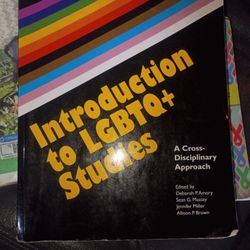 Introduction
to LGBTQ+
Studies
A Cross-
Disciplinary
Approach
Edited by
Deborah P. Amory
Sean G. Massey
Jennifer Miller
Allison P. Brown